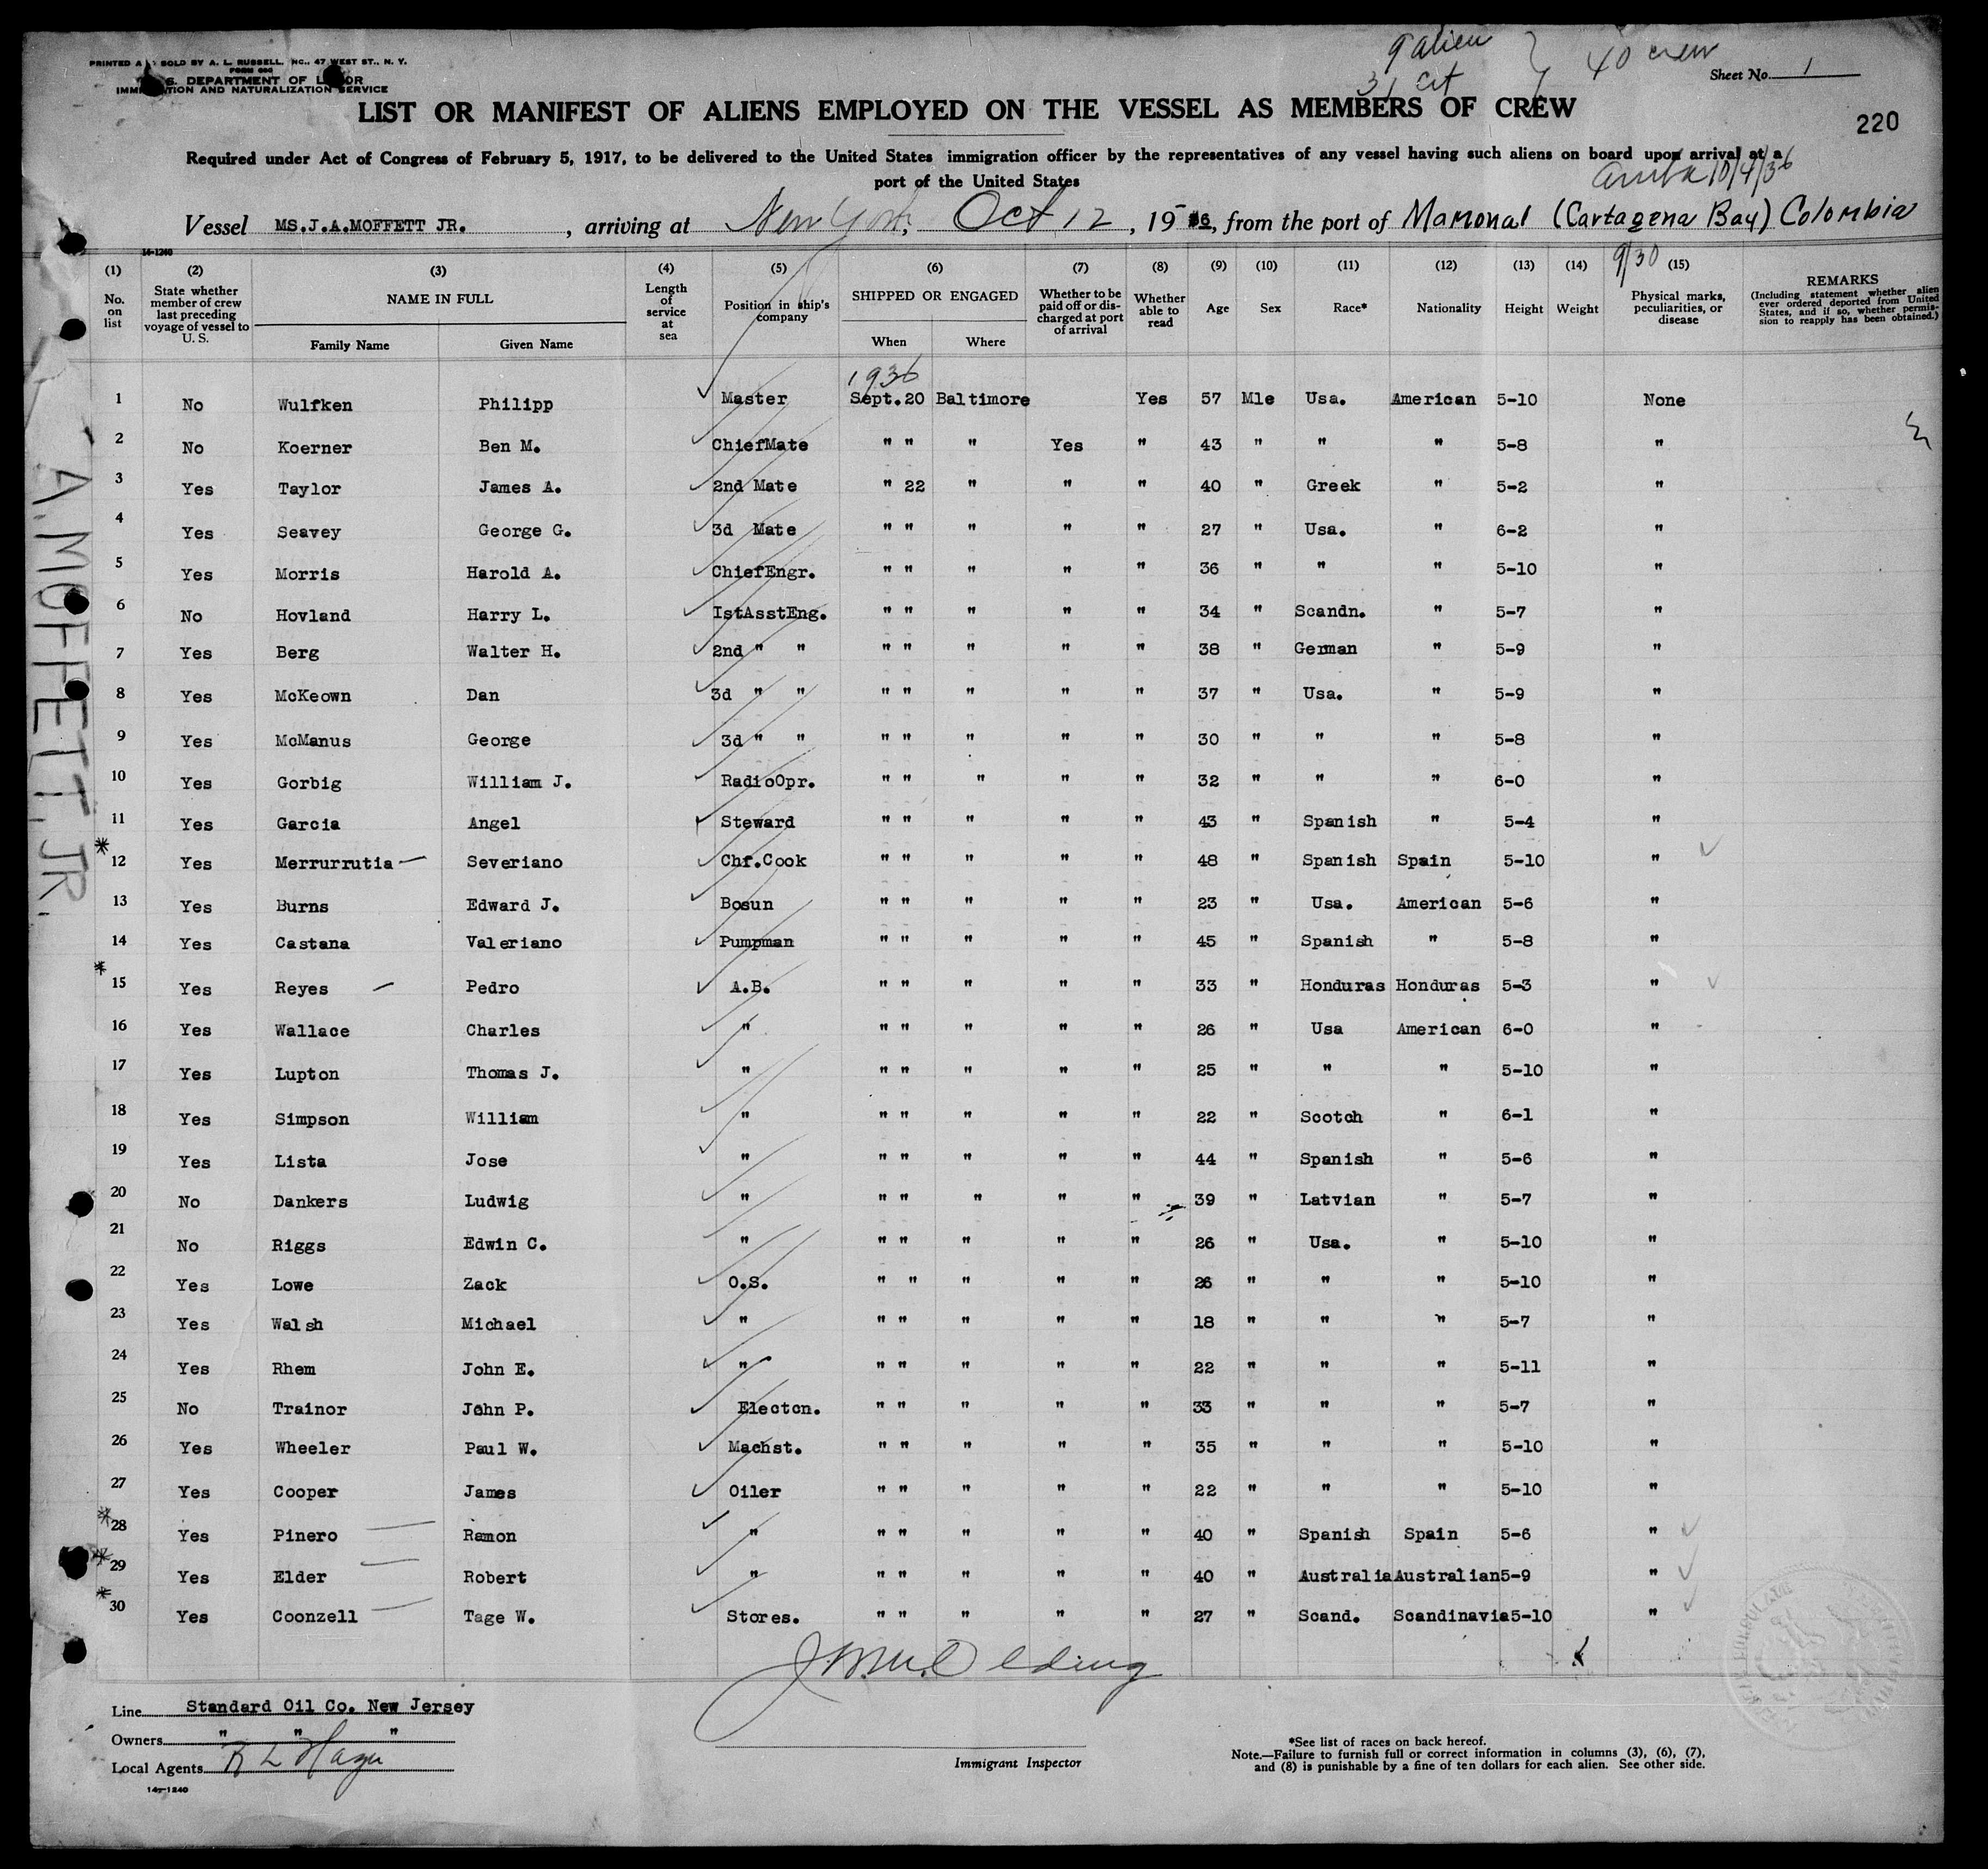 PRINTED AND SOLD BY A. L. RUSSELL, INC., 47 WEST ST., N. Y.
U.S. DEPARTMENT OF LABOR
IMMIGRATION AND NATURALIZATION SERVICE
9 alien
31 cit
40 crew
Sheet No. 1
LIST OR MANIFEST OF ALIENS EMPLOYED ON THE VESSEL AS MEMBERS OF CREW
220
Required under Act of Congress of February 5, 1917, to be delivered to the United States immigration officer by the representatives of any vessel having such aliens on board upon arrival at a
port of the United States
Aruba 10/4/36
Vessel MS.J.A.MOFFETT JR. , arriving at New York, Oct 12 , 1936, from the port of Mamonal (Cartagena Bay) Colombia
9/30
14-1240
(1) (2) (3) (4) (5) (6) (7) (8) (9) (10) (11) (12) (13) (14) (15)
No. on list State whether member of crew last preceding voyage of vessel to U. S. NAME IN FULL Length of service at sea Position in ship's company SHIPPED OR ENGAGED Whether to be paid off or discharged at port of arrival Whether able to read Age Sex Race* Nationality Height Weight Physical marks, peculiarities, or disease REMARKS (Including statement whether alien ever ordered deported from United States, and if so, whether permission to reapply has been obtained.)
Family Name Given Name When Where
1936
1 No Wulfken Philipp Master Sept.20 Baltimore Yes 57 Mle Usa. American 5-10 None
2 No Koerner Ben M. ChiefMate " " " Yes " 43 " " " 5-8 "
3 Yes Taylor James A. 2nd Mate " 22 " " " 40 " Greek " 5-2 "
4 Yes Seavey George G. 3d Mate " " " " " 27 " Usa. " 6-2 "
5 Yes Morris Harold A. ChiefEngr. " " " " " 36 " " " 5-10 "
6 No Hovland Harry L. IstAsstEng. " " " " " 34 " Scandn. " 5-7 "
7 Yes Berg Walter H. 2nd " " " " " " " 38 " German " 5-9 "
8 Yes McKeown Dan 3d " " " " " " " 37 " Usa. " 5-9 "
9 Yes McManus George 3d " " " " " " " 30 " " " 5-8 "
10 Yes Gorbig William J. RadioOpr. " " " " " 32 " " " 6-0 "
11 Yes Garcia Angel Steward " " " " " 43 " Spanish " 5-4 "
* 12 Yes Merrurrutia Severiano Chf.Cook " " " " " 48 " Spanish Spain 5-10 "
13 Yes Burns Edward J. Bosun " " " " " 23 " Usa. American 5-6 "
14 Yes Castana Valeriano Pumpman " " " " " 45 " Spanish " 5-8 "
* 15 Yes Reyes Pedro A.B. " " " " " 33 " Honduras Honduras 5-3 "
16 Yes Wallace Charles " " " " " " 26 " Usa American 6-0 "
17 Yes Lupton Thomas J. " " " " " " 25 " " " 5-10 "
18 Yes Simpson William " " " " " " 22 " Scotch " 6-1 "
19 Yes Lista Jose " " " " " " 44 " Spanish " 5-6 "
20 No Dankers Ludwig " " " " " " 39 " Latvian " 5-7 "
21 No Riggs Edwin C. " " " " " " 26 " Usa. " 5-10 "
22 Yes Lowe Zack O.S. " " " " " 26 " " " 5-10 "
23 Yes Walsh Michael " " " " " " 18 " " " 5-7 "
24 Yes Rhem John E. " " " " " " 22 " " " 5-11 "
25 No Trainor John P. Electcn. " " " " " 33 " " " 5-7 "
26 Yes Wheeler Paul W. Machst. " " " " " 35 " " " 5-10 "
27 Yes Cooper James Oiler " " " " " 22 " " " 5-10 "
* 28 Yes Pinero Ramon " " " " " " 40 " Spanish Spain 5-6 "
* 29 Yes Elder Robert " " " " " " 40 " Australia Australian 5-9 "
* 30 Yes Coonzell Tage W. Stores. " " " " " 27 " Scand. Scandinavia 5-10 "
A. MOFFETT, JR.
Line Standard Oil Co. New Jersey
Owners " " "
Local Agents R L Hague
14-1240
Immigrant Inspector
*See list of races on back hereof.
Note.—Failure to furnish full or correct information in columns (3), (6), (7),
and (8) is punishable by a fine of ten dollars for each alien. See other side.